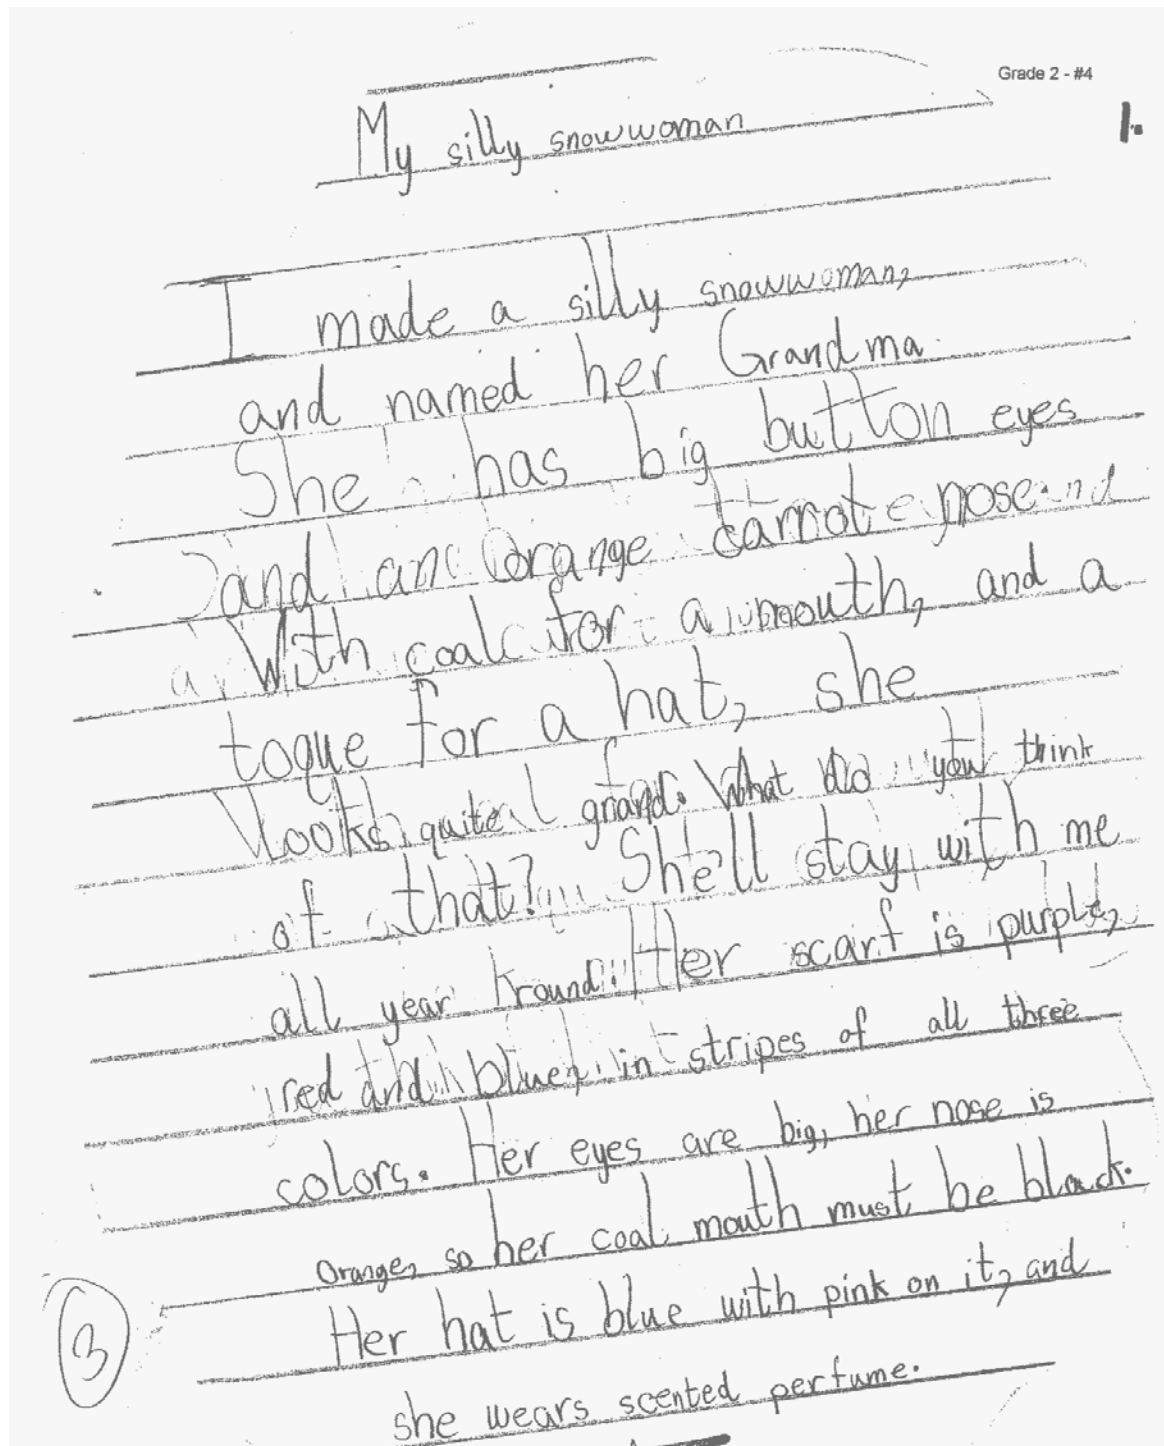 Grade 2 - #4
1.
My silly snowwoman
I made a silly snowwoman,
and named her Grandma.
She has big button eyes
and an orange carrot nose.
With coal for a mouth, and a
toque for a hat, she
looks quite grand. What do you think
of that? She'll stay with me
all year round. Her scarf is purple,
red and blue, in stripes of all three
colors. Her eyes are big, her nose is
orange, so her coal mouth must be black.
Her hat is blue with pink on it, and
3
she wears scented perfume.